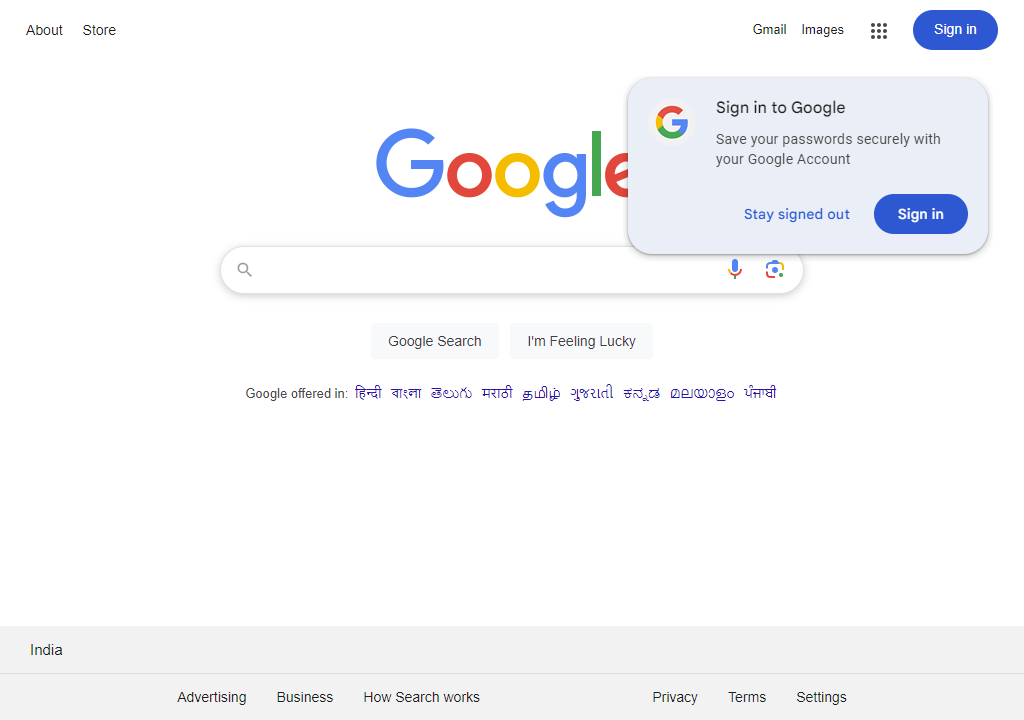 About Store Gmail Images Sign in
Sign in to Google
Save your passwords securely with
your Google Account
Stay signed out Sign in
Google
Google Search I'm Feeling Lucky
Google offered in: हिन्दी বাংলা తెలుగు मराठी தமிழ் ગુજરાતી ಕನ್ನಡ മലയാളം ਪੰਜਾਬੀ
India
Advertising Business How Search works Privacy Terms Settings